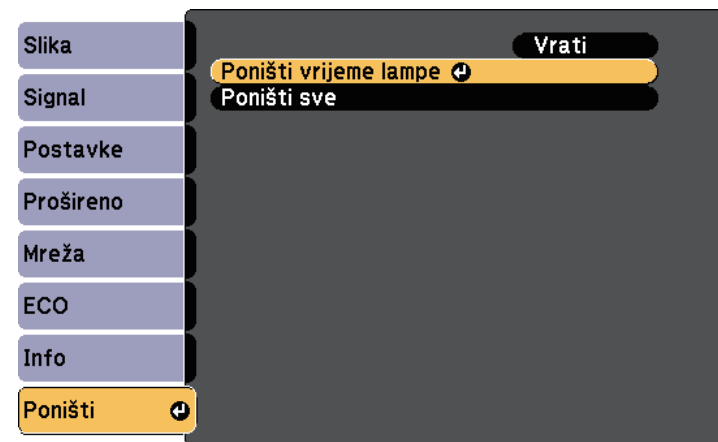 Slika
Signal
Postavke
Prošireno
Mreža
ECO
Info
Poništi
Vrati
Poništi vrijeme lampe
Poništi sve